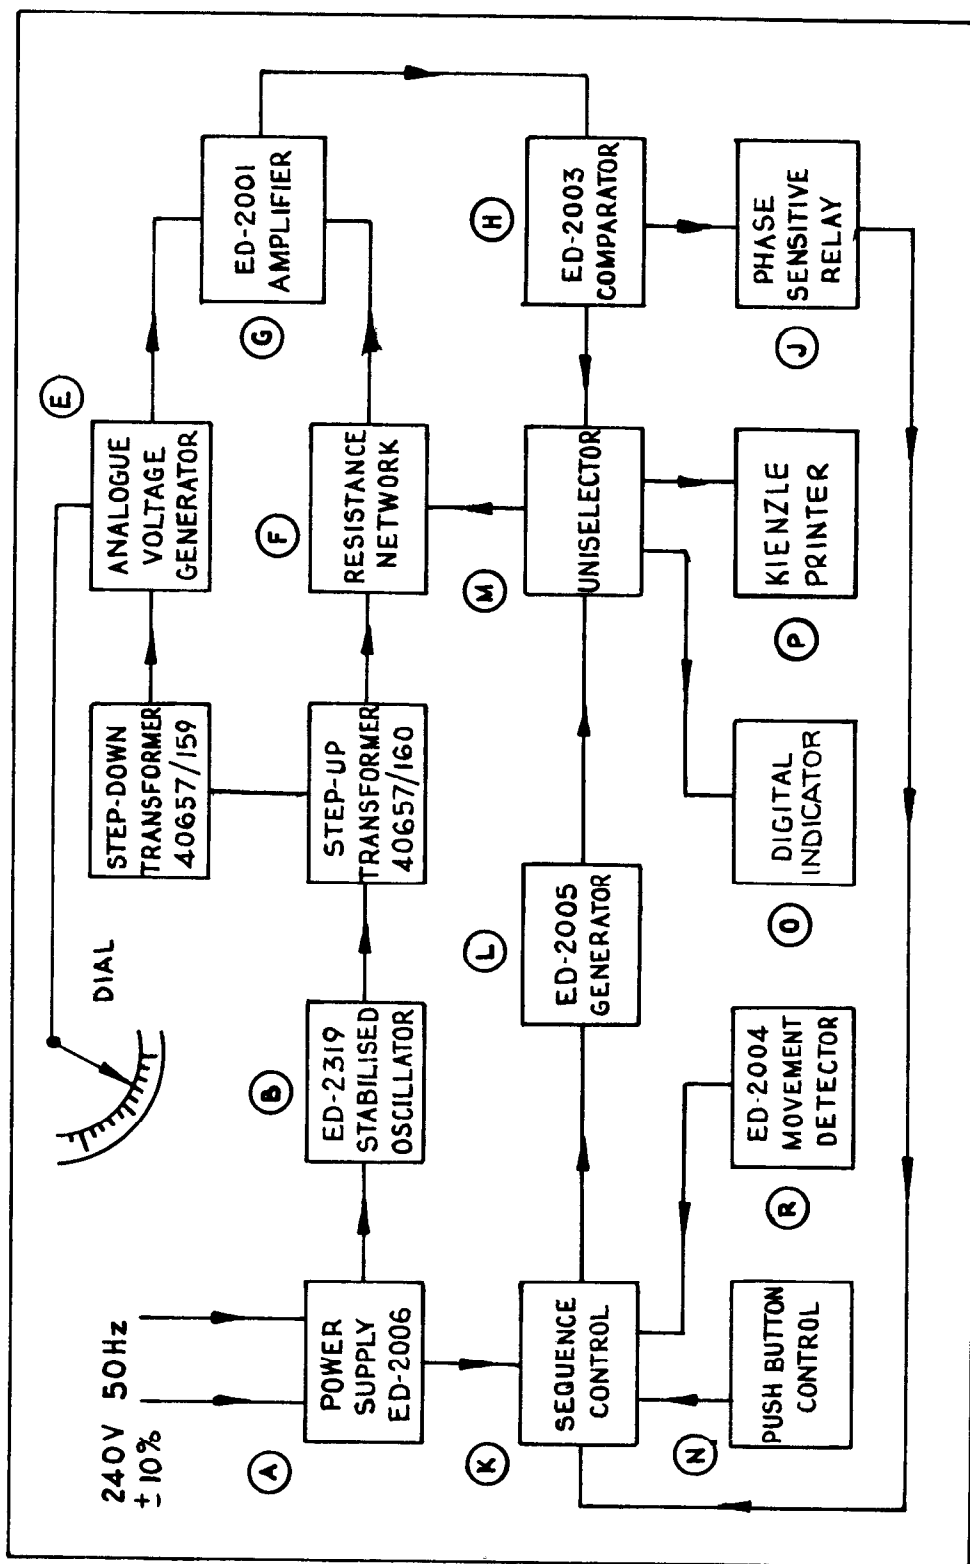 240V 50Hz
± 10%
A
POWER
SUPPLY
ED-2006
B
ED-2319
STABILISED
OSCILLATOR
DIAL
STEP-DOWN
TRANSFORMER
40657/159
STEP-UP
TRANSFORMER
40657/160
E
ANALOGUE
VOLTAGE
GENERATOR
F
RESISTANCE
NETWORK
G
ED-2001
AMPLIFIER
K
SEQUENCE
CONTROL
L
ED-2005
GENERATOR
M
UNISELECTOR
H
ED-2003
COMPARATOR
N
PUSH BUTTON
CONTROL
R
ED-2004
MOVEMENT
DETECTOR
O
DIGITAL
INDICATOR
P
KIENZLE
PRINTER
J
PHASE
SENSITIVE
RELAY